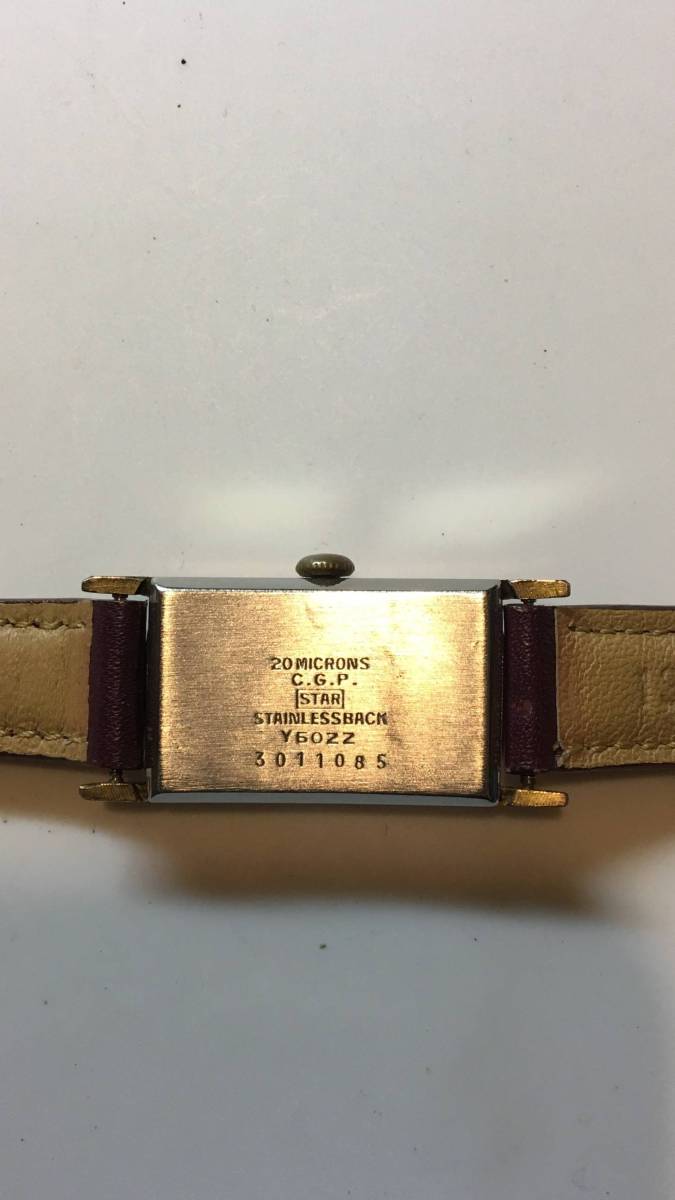 20 MICRONS
C.G.P.
STAR
STAINLESSBACK
Y6022
3011085